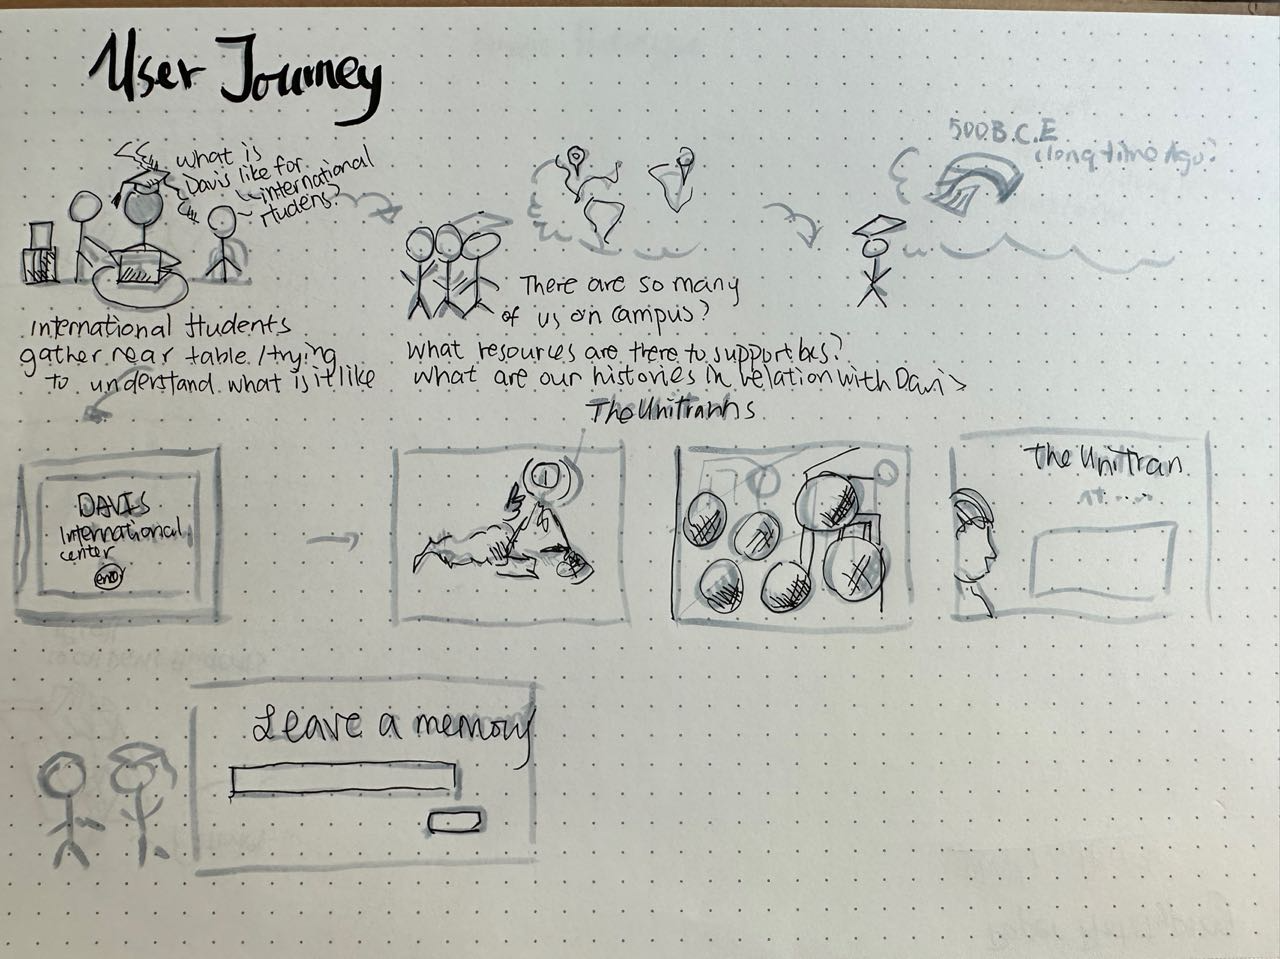 User Journey
what is
Davis like for
international
students?
500 B.C.E
(long time Ago?
There are so many
of us on campus?
International students
gather near table / trying
to understand what is it like
What resources are there to support us?
What are our histories in relation with Davis
The Unitrans
DAVIS
International
center
The UniTran
at....
Leave a memory